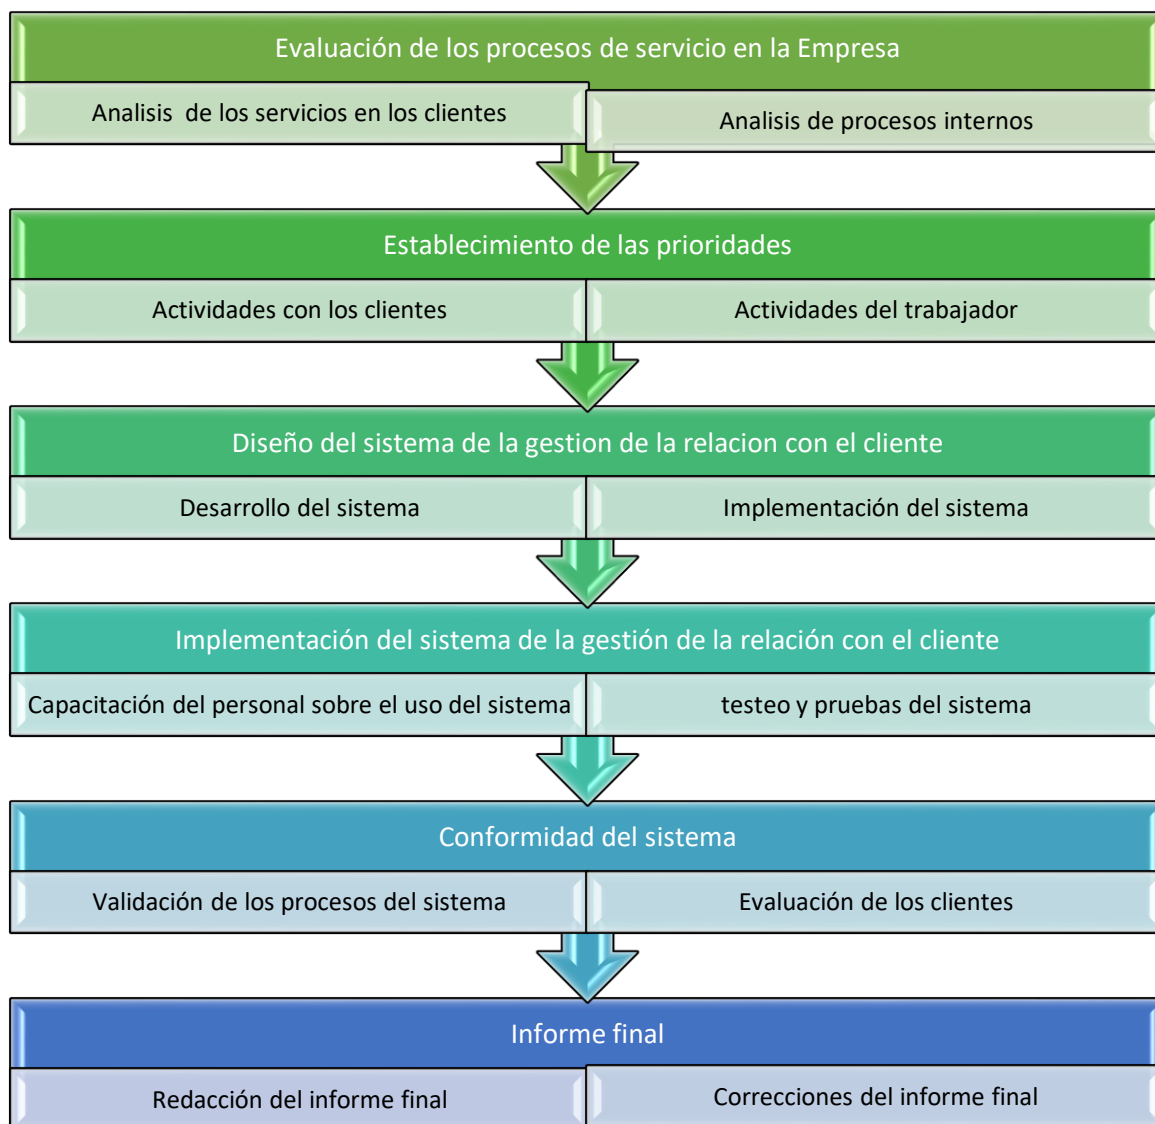 Evaluación de los procesos de servicio en la Empresa
Analisis de los servicios en los clientes
Analisis de procesos internos
Establecimiento de las prioridades
Actividades con los clientes
Actividades del trabajador
Diseño del sistema de la gestion de la relacion con el cliente
Desarrollo del sistema
Implementación del sistema
Implementación del sistema de la gestión de la relación con el cliente
Capacitación del personal sobre el uso del sistema
testeo y pruebas del sistema
Conformidad del sistema
Validación de los procesos del sistema
Evaluación de los clientes
Informe final
Redacción del informe final
Correcciones del informe final